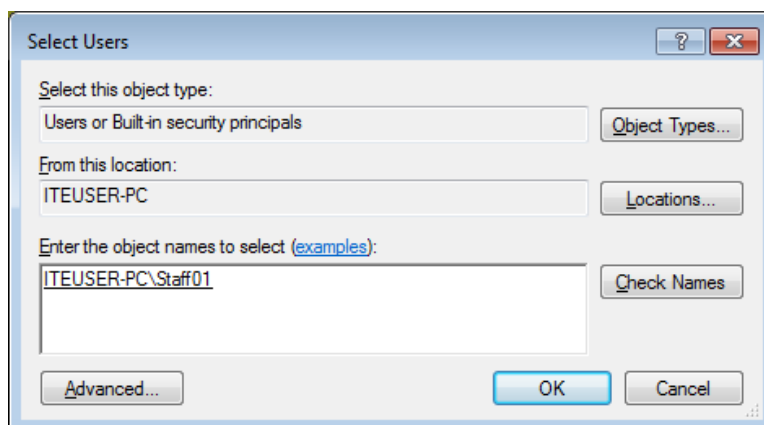 Select Users
Select this object type:
Users or Built-in security principals
Object Types...
From this location:
ITEUSER-PC
Locations...
Enter the object names to select (examples):
ITEUSER-PC\Staff01
Check Names
Advanced...
OK
Cancel